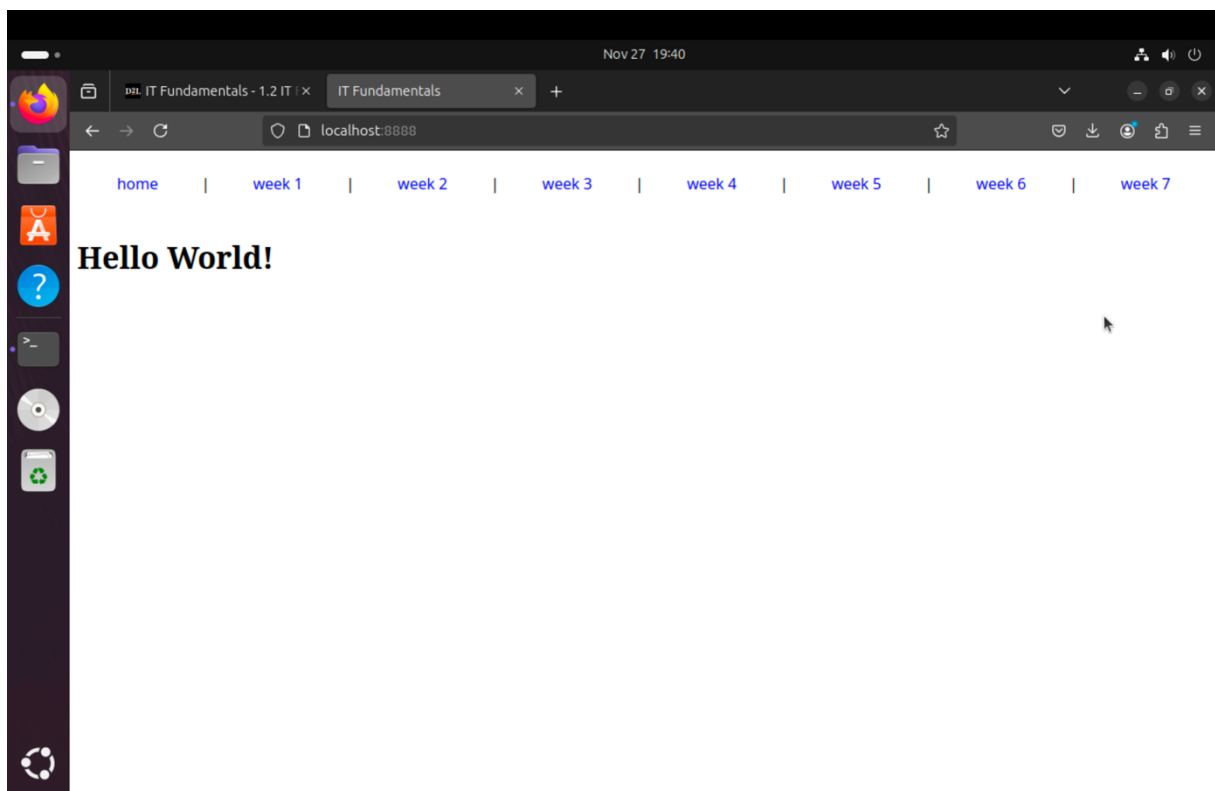 Nov 27 19:40
D2L IT Fundamentals - 1.2 IT
IT Fundamentals
localhost:8888
home | week 1 | week 2 | week 3 | week 4 | week 5 | week 6 | week 7
Hello World!